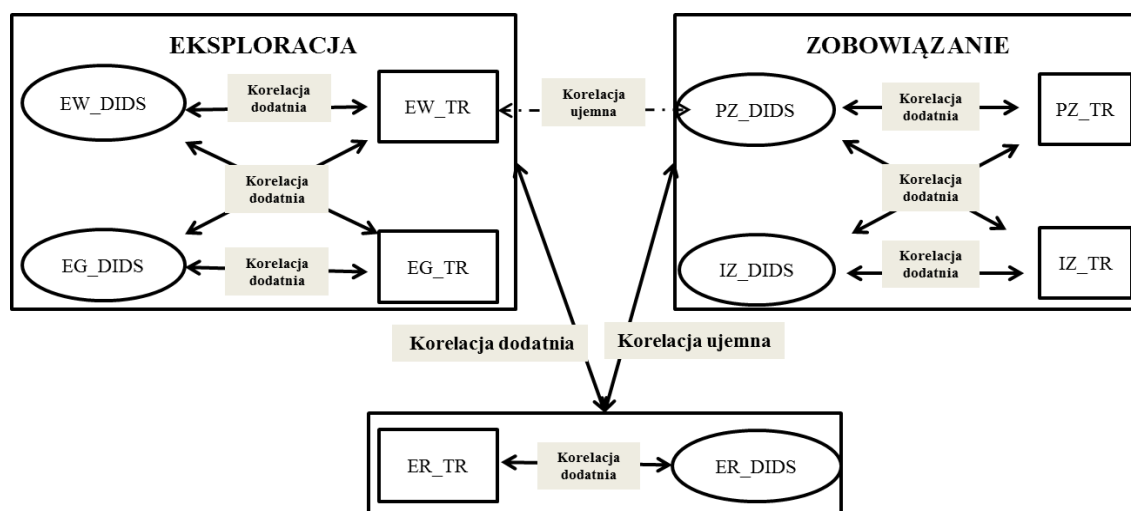 EKSPLORACJA
ZOBOWIĄZANIE
EW_DIDS
Korelacja
dodatnia
EW_TR
Korelacja
ujemna
PZ_DIDS
Korelacja
dodatnia
PZ_TR
Korelacja
dodatnia
Korelacja
dodatnia
EG_DIDS
Korelacja
dodatnia
EG_TR
IZ_DIDS
Korelacja
dodatnia
IZ_TR
Korelacja dodatnia
Korelacja ujemna
ER_TR
Korelacja
dodatnia
ER_DIDS